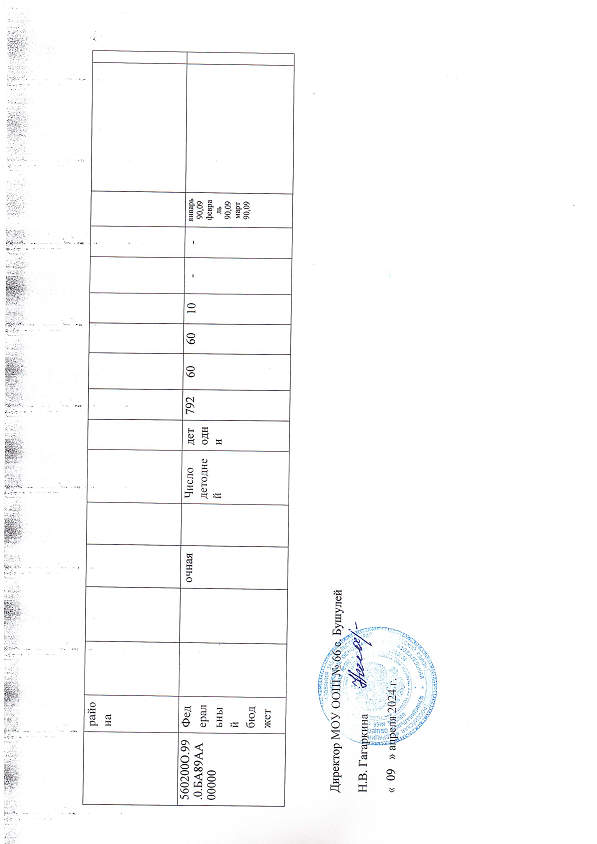 райо
на
560200О.99
.0.БА89АА
00000
Фед
ерал
ьны
й
бюд
жет
очная
Число
детодне
й
дет
одн
и
792
60
60
10
-
-
январь
90,09
февра
ль
90,09
март
90,09
Директор МОУ ООШ № 66 с. Бушулей
Н.В. Гагаркина
« 09 » апреля 2024 г.